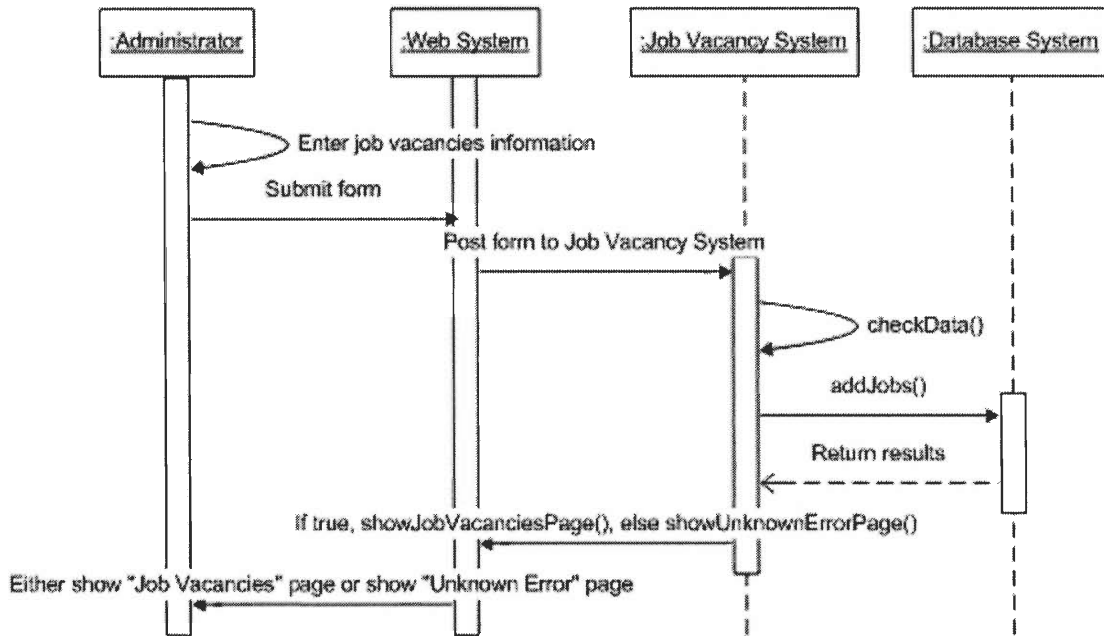 :Administrator
:Web System
:Job Vacancy System
:Database System
Enter job vacancies information
Submit form
Post form to Job Vacancy System
checkData()
addJobs()
Return results
If true, showJobVacanciesPage(), else showUnknownErrorPage()
Either show "Job Vacancies" page or show "Unknown Error" page